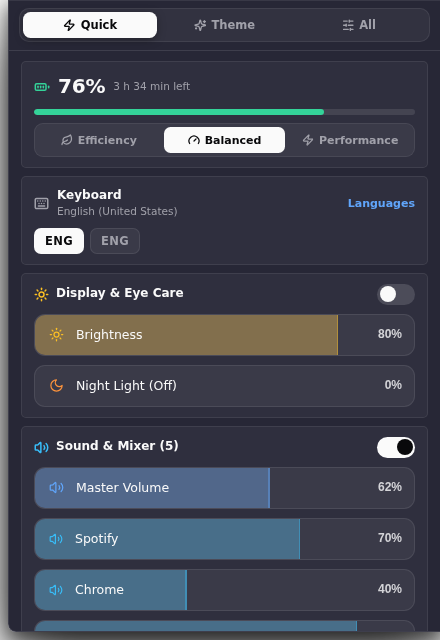 Quick Theme All
76% 3 h 34 min left
Efficiency Balanced Performance
Keyboard
English (United States)
Languages
ENG ENG
Display & Eye Care
Brightness 80%
Night Light (Off) 0%
Sound & Mixer (5)
Master Volume 62%
Spotify 70%
Chrome 40%